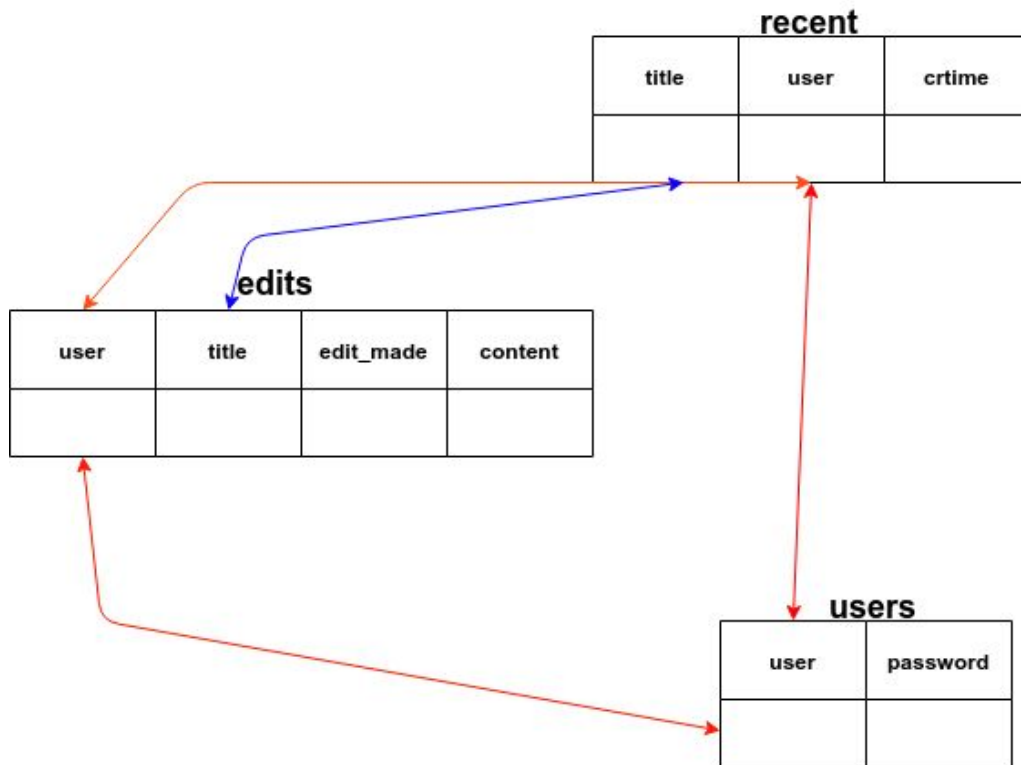 recent
title user crtime
edits
user title edit_made content
users
user password